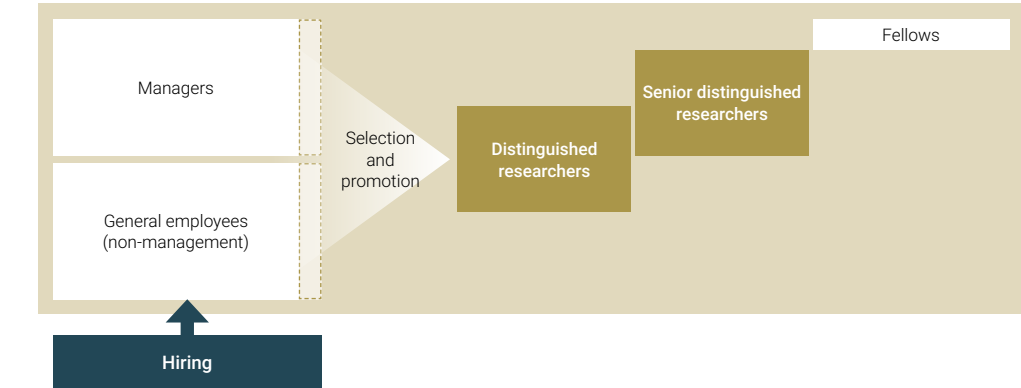 Managers
General employees
(non-management)
Hiring
Selection
and
promotion
Distinguished
researchers
Senior distinguished
researchers
Fellows